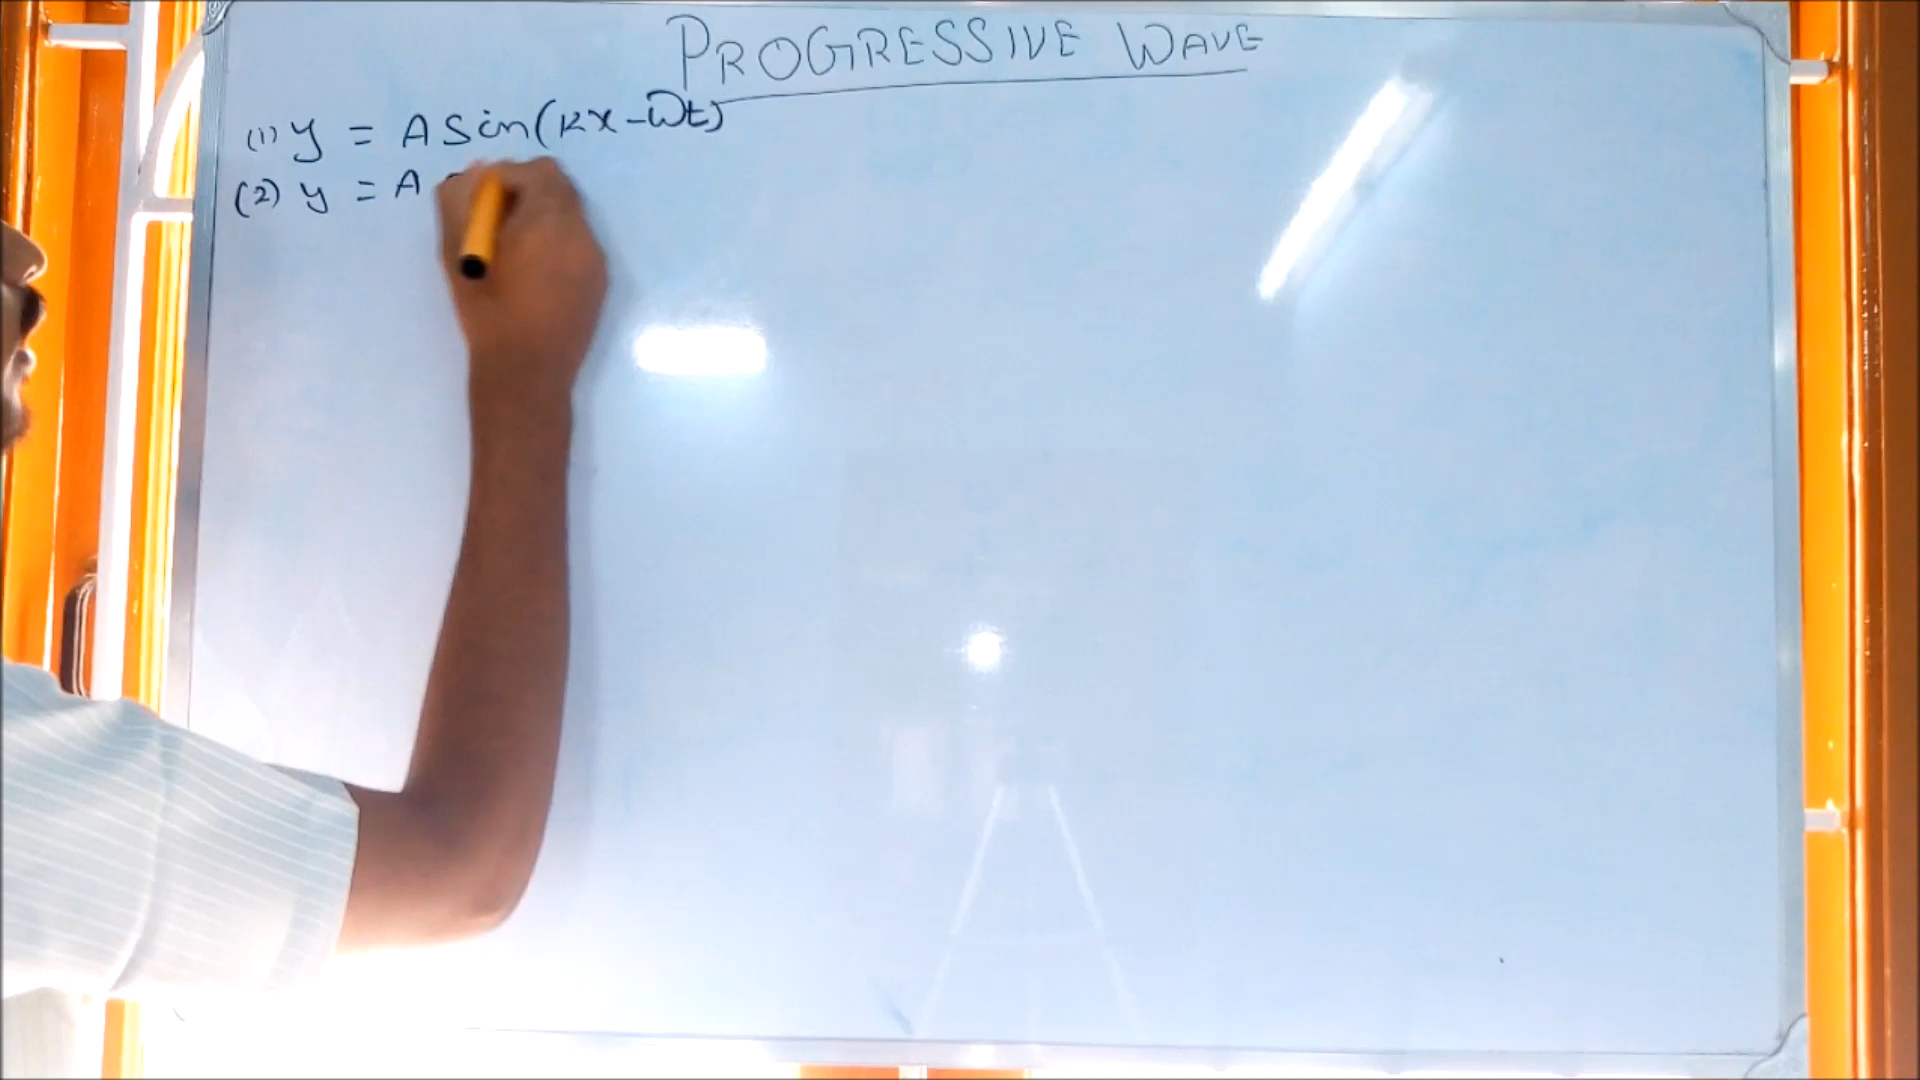 PROGRESSIVE WAVE
(1) y = A Sin(kx-ωt)
(2) y = A